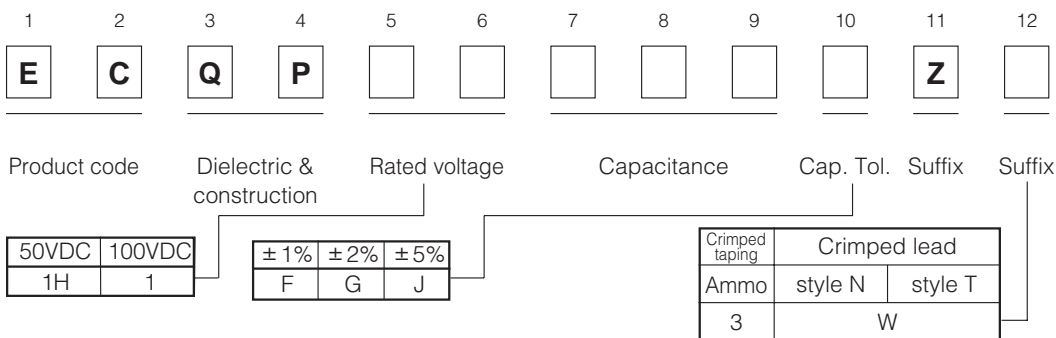 1 2 3 4 5 6 7 8 9 10 11 12
E C Q P Z
Product code Dielectric & construction Rated voltage Capacitance Cap. Tol. Suffix Suffix
50VDC 100VDC
1H 1
±1% ±2% ±5%
F G J
Crimped taping Crimped lead
Ammo style N style T
3 W